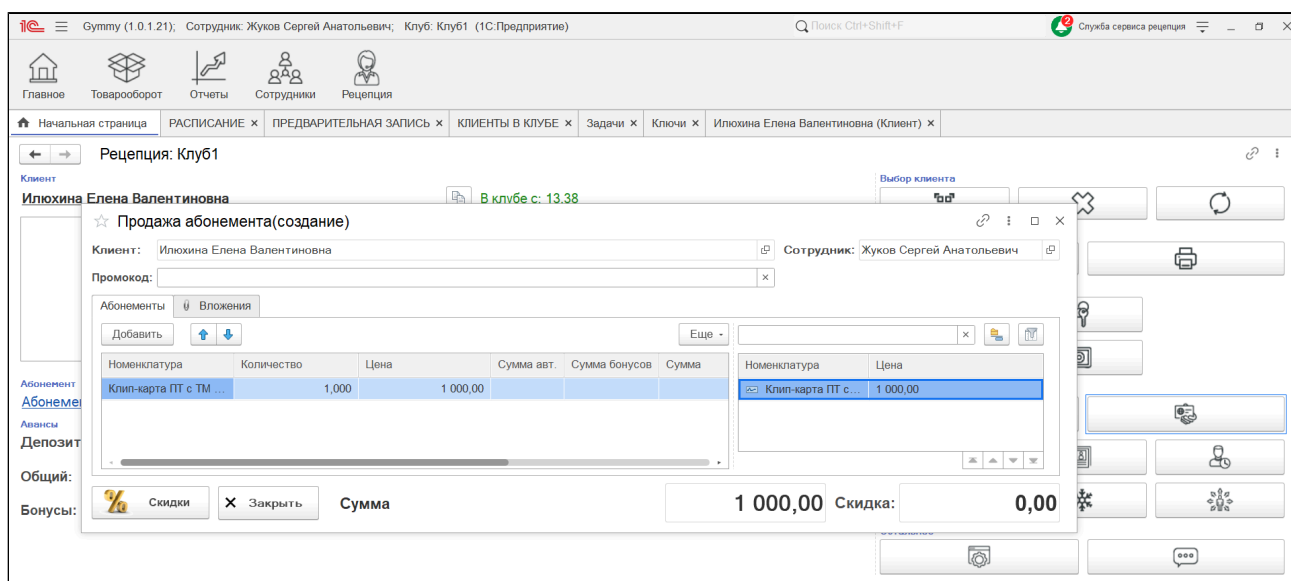 Gymmy (1.0.1.21); Сотрудник: Жуков Сергей Анатольевич; Клуб: Клуб1 (1С:Предприятие)
Поиск Ctrl+Shift+F
2
Служба сервиса рецепция
Главное Товарооборот Отчеты Сотрудники Рецепция
Начальная страница РАСПИСАНИЕ × ПРЕДВАРИТЕЛЬНАЯ ЗАПИСЬ × КЛИЕНТЫ В КЛУБЕ × Задачи × Ключи × Илюхина Елена Валентиновна (Клиент) ×
Рецепция: Клуб1
Клиент
Выбор клиента
Илюхина Елена Валентиновна
В клубе с: 13.38
Продажа абонемента(создание)
Клиент: Илюхина Елена Валентиновна Сотрудник: Жуков Сергей Анатольевич
Промокод:
Абонементы Вложения
Добавить Еще
Номенклатура Количество Цена Сумма авт. Сумма бонусов Сумма
Клип-карта ПТ с ТМ ... 1,000 1 000,00
Номенклатура Цена
Клип-карта ПТ с... 1 000,00
Абонемент
Авансы
Депозит
Общий:
Бонусы:
Скидки Закрыть Сумма 1 000,00 Скидка: 0,00